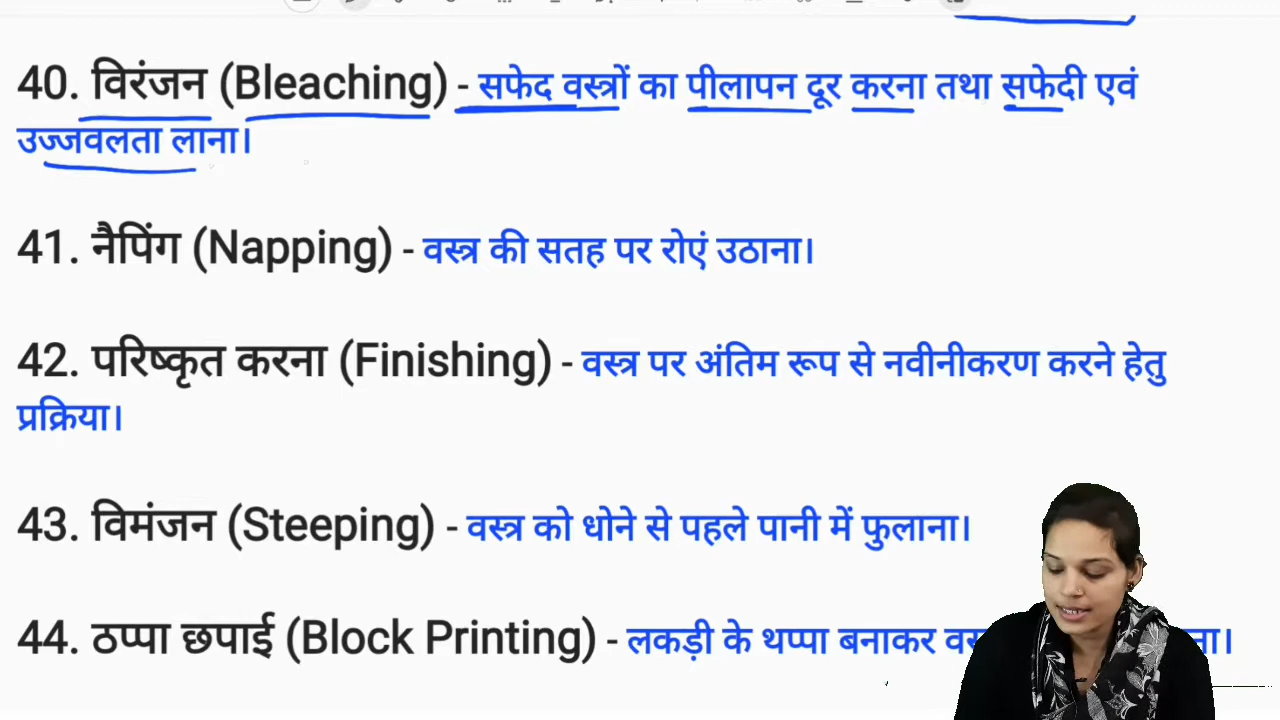 40. विरंजन (Bleaching) - सफेद वस्त्रों का पीलापन दूर करना तथा सफेदी एवं
उज्जवलता लाना।
41. नैपिंग (Napping) - वस्त्र की सतह पर रोएं उठाना।
42. परिष्कृत करना (Finishing) - वस्त्र पर अंतिम रूप से नवीनीकरण करने हेतु
प्रक्रिया।
43. विमंजन (Steeping) - वस्त्र को धोने से पहले पानी में फुलाना।
44. ठप्पा छपाई (Block Printing) - लकड़ी के थप्पा बनाकर